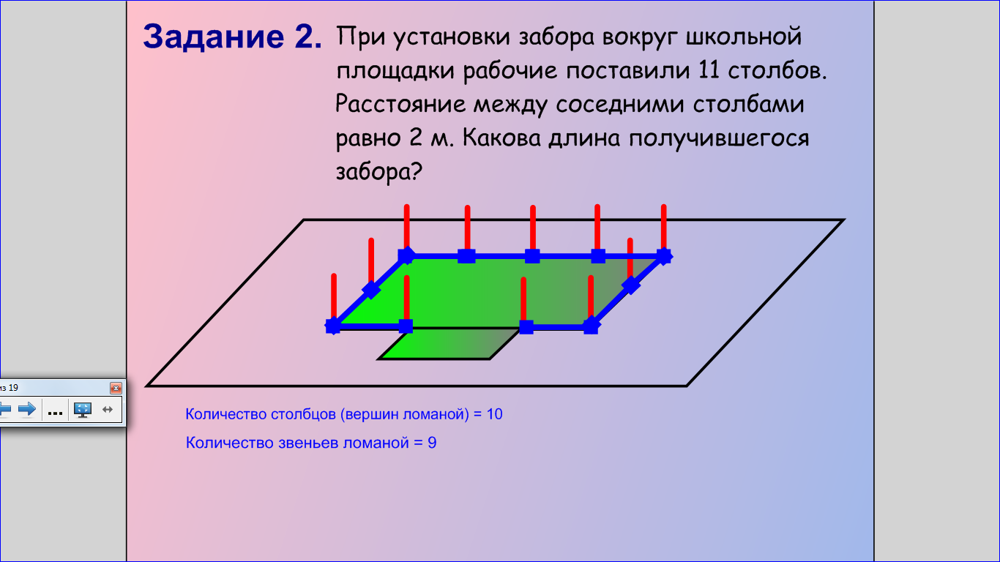 Задание 2.
При установки забора вокруг школьной
площадки рабочие поставили 11 столбов.
Расстояние между соседними столбами
равно 2 м. Какова длина получившегося
забора?
из 19
...
Количество столбцов (вершин ломаной) = 10
Количество звеньев ломаной = 9